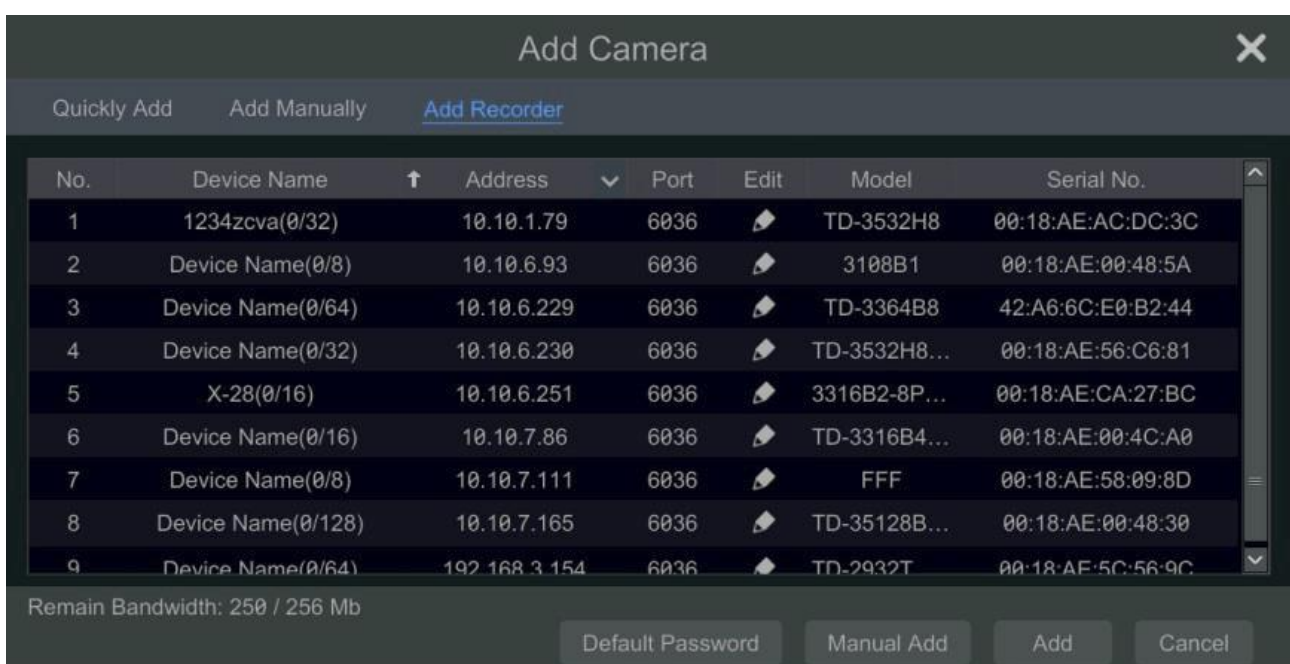 Add Camera
Quickly Add Add Manually Add Recorder
No. Device Name Address Port Edit Model Serial No.
1 1234zcva(0/32) 10.10.1.79 6036 TD-3532H8 00:18:AE:AC:DC:3C
2 Device Name(0/8) 10.10.6.93 6036 3108B1 00:18:AE:00:48:5A
3 Device Name(0/64) 10.10.6.229 6036 TD-3364B8 42:A6:6C:E0:B2:44
4 Device Name(0/32) 10.10.6.230 6036 TD-3532H8... 00:18:AE:56:C6:81
5 X-28(0/16) 10.10.6.251 6036 3316B2-8P... 00:18:AE:CA:27:BC
6 Device Name(0/16) 10.10.7.86 6036 TD-3316B4... 00:18:AE:00:4C:A0
7 Device Name(0/8) 10.10.7.111 6036 FFF 00:18:AE:58:09:8D
8 Device Name(0/128) 10.10.7.165 6036 TD-35128B... 00:18:AE:00:48:30
9 Device Name(0/64) 192.168.3.154 6036 TD-2932T 00:18:AE:5C:56:9C
Remain Bandwidth: 250 / 256 Mb
Default Password Manual Add Add Cancel